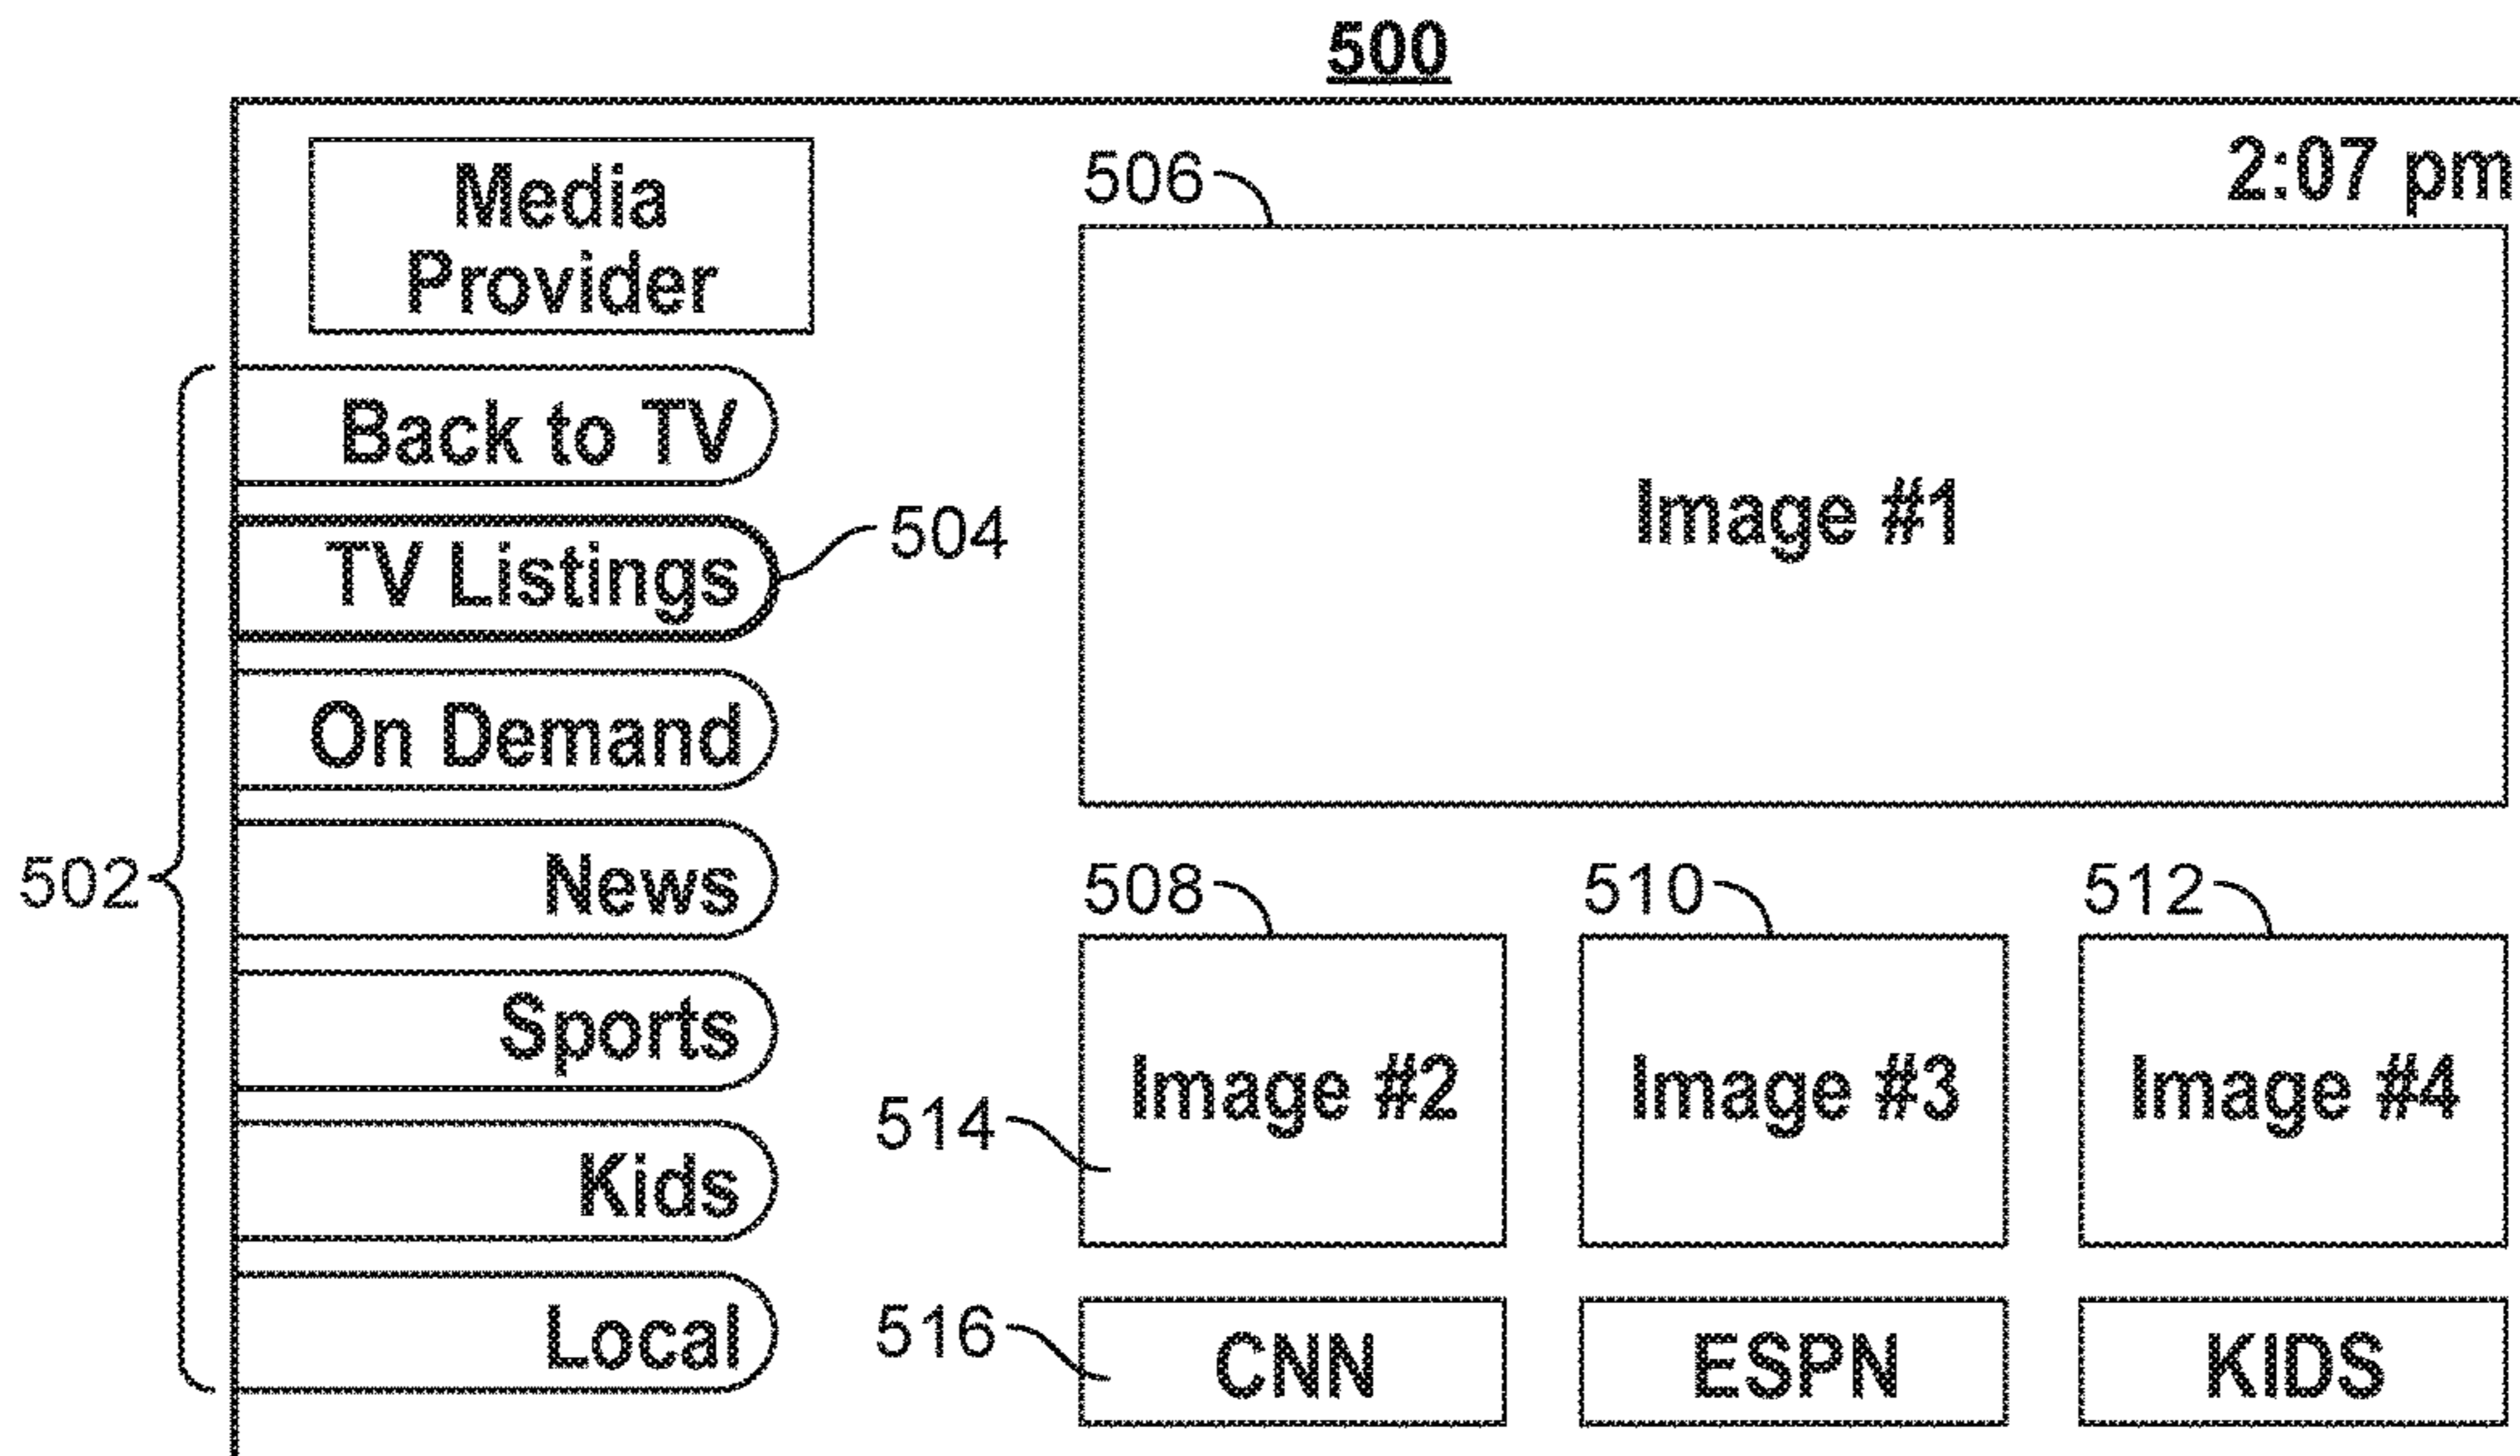 500
2:07 pm
Media
Provider
506
Back to TV
TV Listings
504
Image #1
On Demand
502
News
508
510
512
Sports
Image #2
Image #3
Image #4
514
Kids
Local
516
CNN
ESPN
KIDS